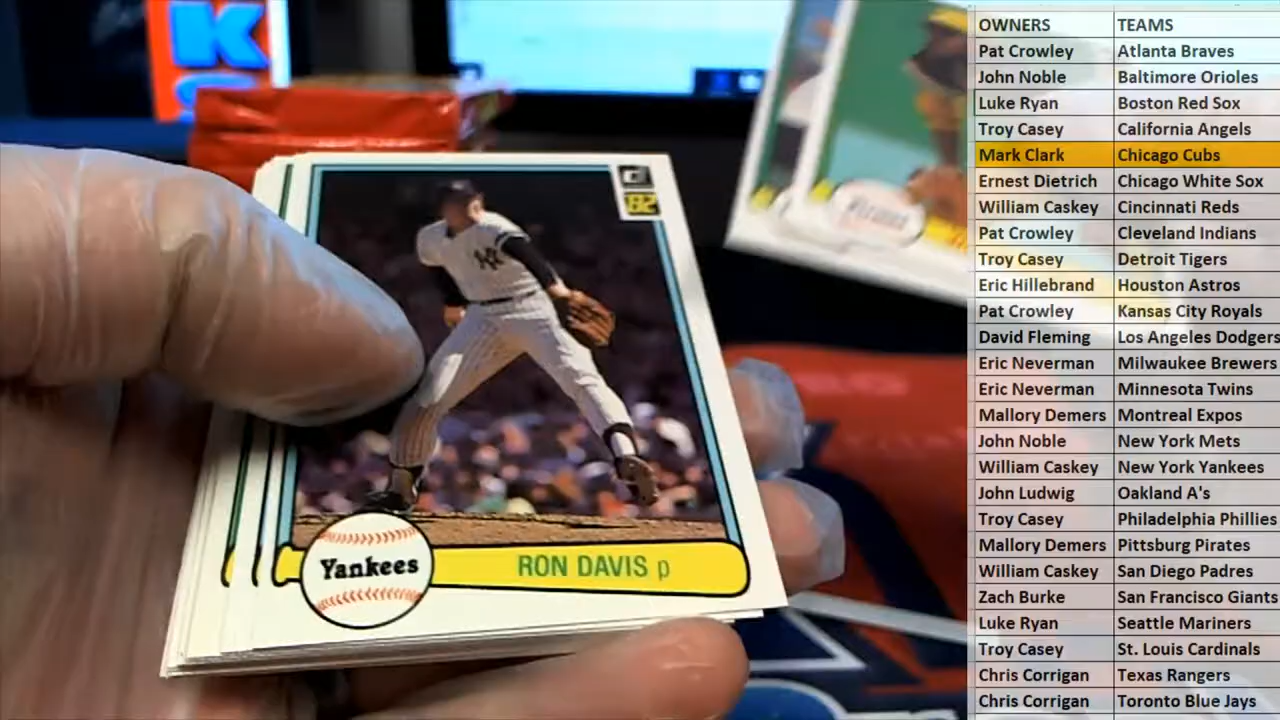 K
d
'82
Pirates
Yankees
RON DAVIS p
OWNERS TEAMS
Pat Crowley Atlanta Braves
John Noble Baltimore Orioles
Luke Ryan Boston Red Sox
Troy Casey California Angels
Mark Clark Chicago Cubs
Ernest Dietrich Chicago White Sox
William Caskey Cincinnati Reds
Pat Crowley Cleveland Indians
Troy Casey Detroit Tigers
Eric Hillebrand Houston Astros
Pat Crowley Kansas City Royals
David Fleming Los Angeles Dodgers
Eric Neverman Milwaukee Brewers
Eric Neverman Minnesota Twins
Mallory Demers Montreal Expos
John Noble New York Mets
William Caskey New York Yankees
John Ludwig Oakland A's
Troy Casey Philadelphia Phillies
Mallory Demers Pittsburg Pirates
William Caskey San Diego Padres
Zach Burke San Francisco Giants
Luke Ryan Seattle Mariners
Troy Casey St. Louis Cardinals
Chris Corrigan Texas Rangers
Chris Corrigan Toronto Blue Jays